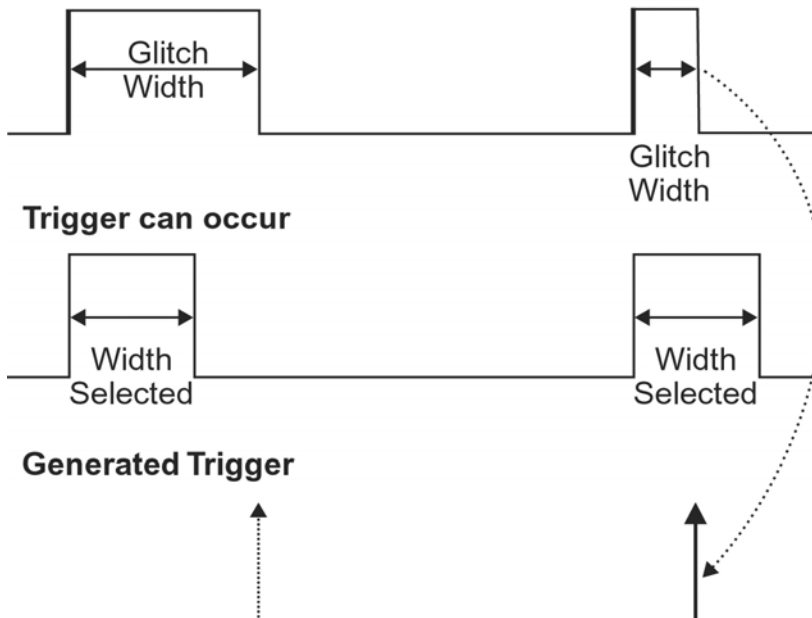 Glitch
Width
Glitch
Width
Trigger can occur
Width
Selected
Width
Selected
Generated Trigger